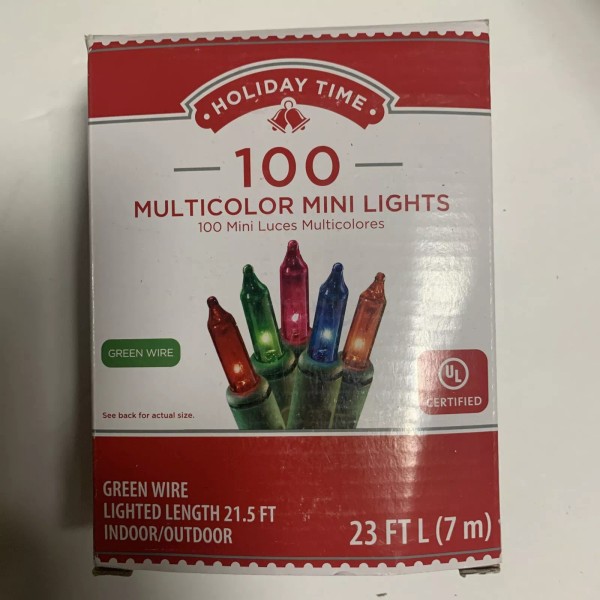 HOLIDAY TIME
100
MULTICOLOR MINI LIGHTS
100 Mini Luces Multicolores
GREEN WIRE
UL
CERTIFIED
See back for actual size.
GREEN WIRE
LIGHTED LENGTH 21.5 FT
INDOOR/OUTDOOR
23 FT L (7 m)